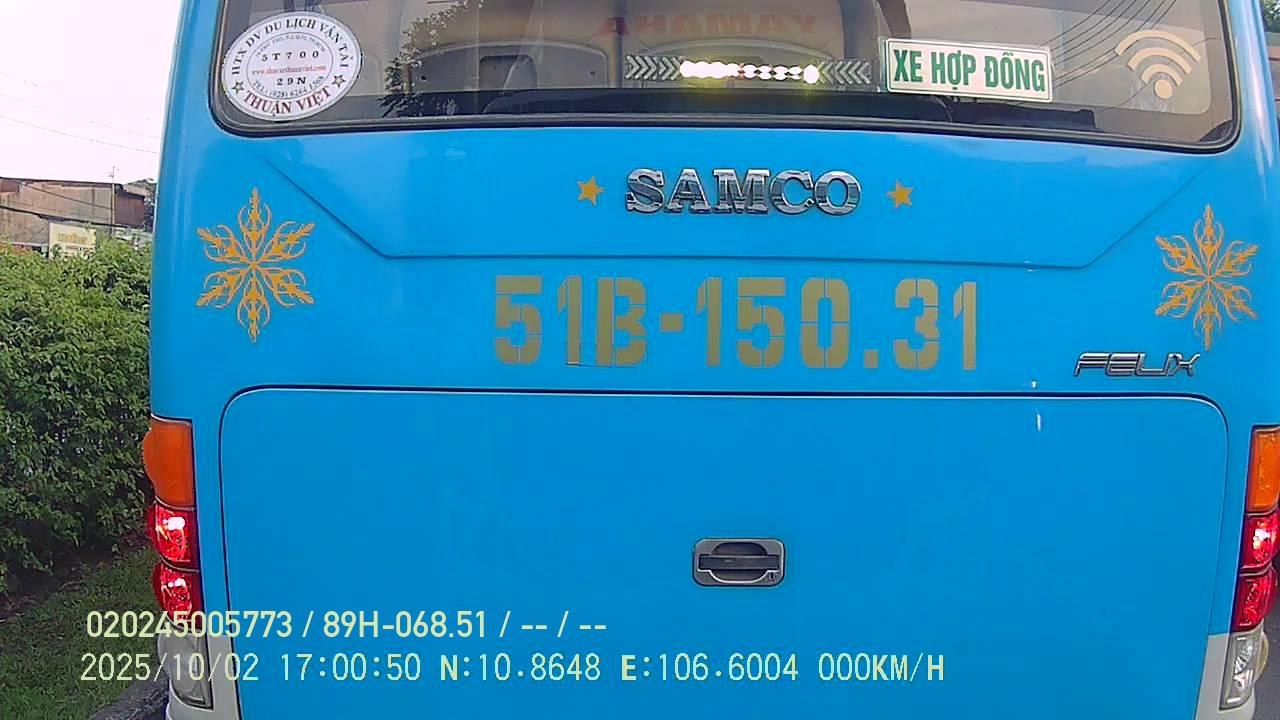 HTX DV DU LỊCH VẬN TẢI
5T700
29N
THUẬN VIỆT
YAMAHA
XE HỢP ĐỒNG
SAMCO
51B-150.31
FELIX
020245005773 / 89H-068.51 / -- / --
2025/10/02 17:00:50 N:10.8648 E:106.6004 000KM/H